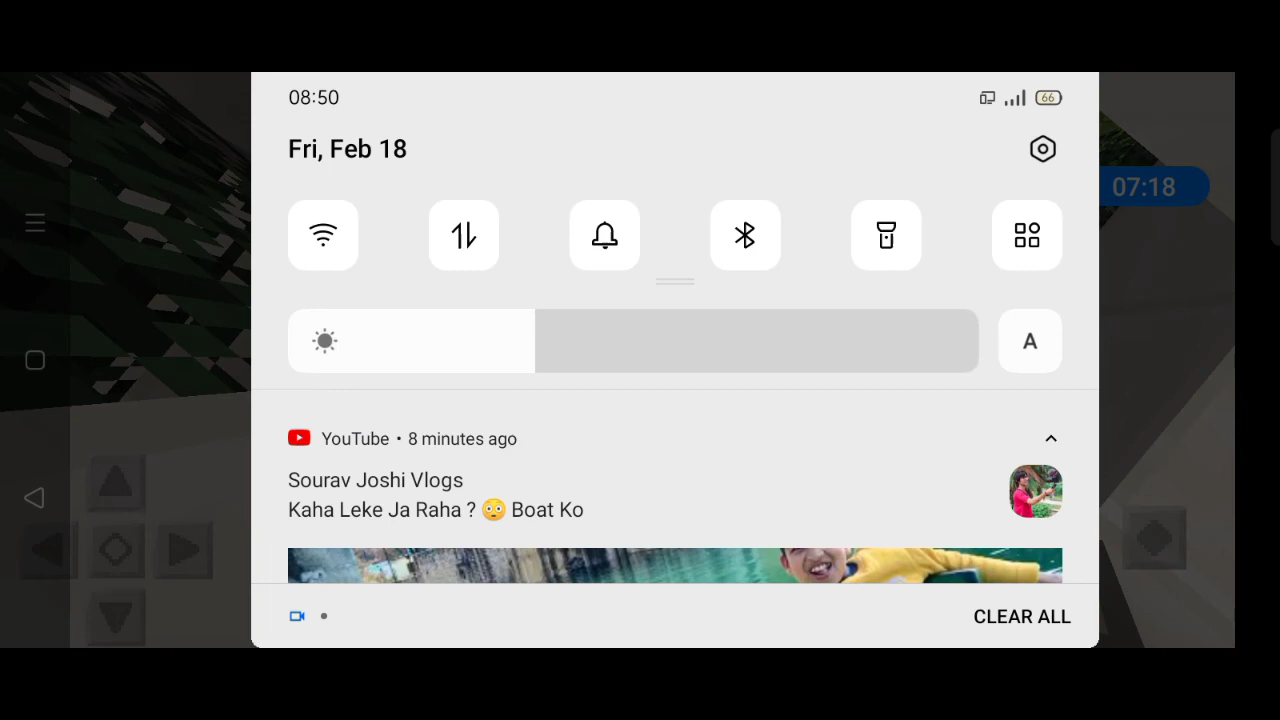 08:50
66
Fri, Feb 18
07:18
A
YouTube • 8 minutes ago
Sourav Joshi Vlogs
Kaha Leke Ja Raha ? 😳 Boat Ko
CLEAR ALL